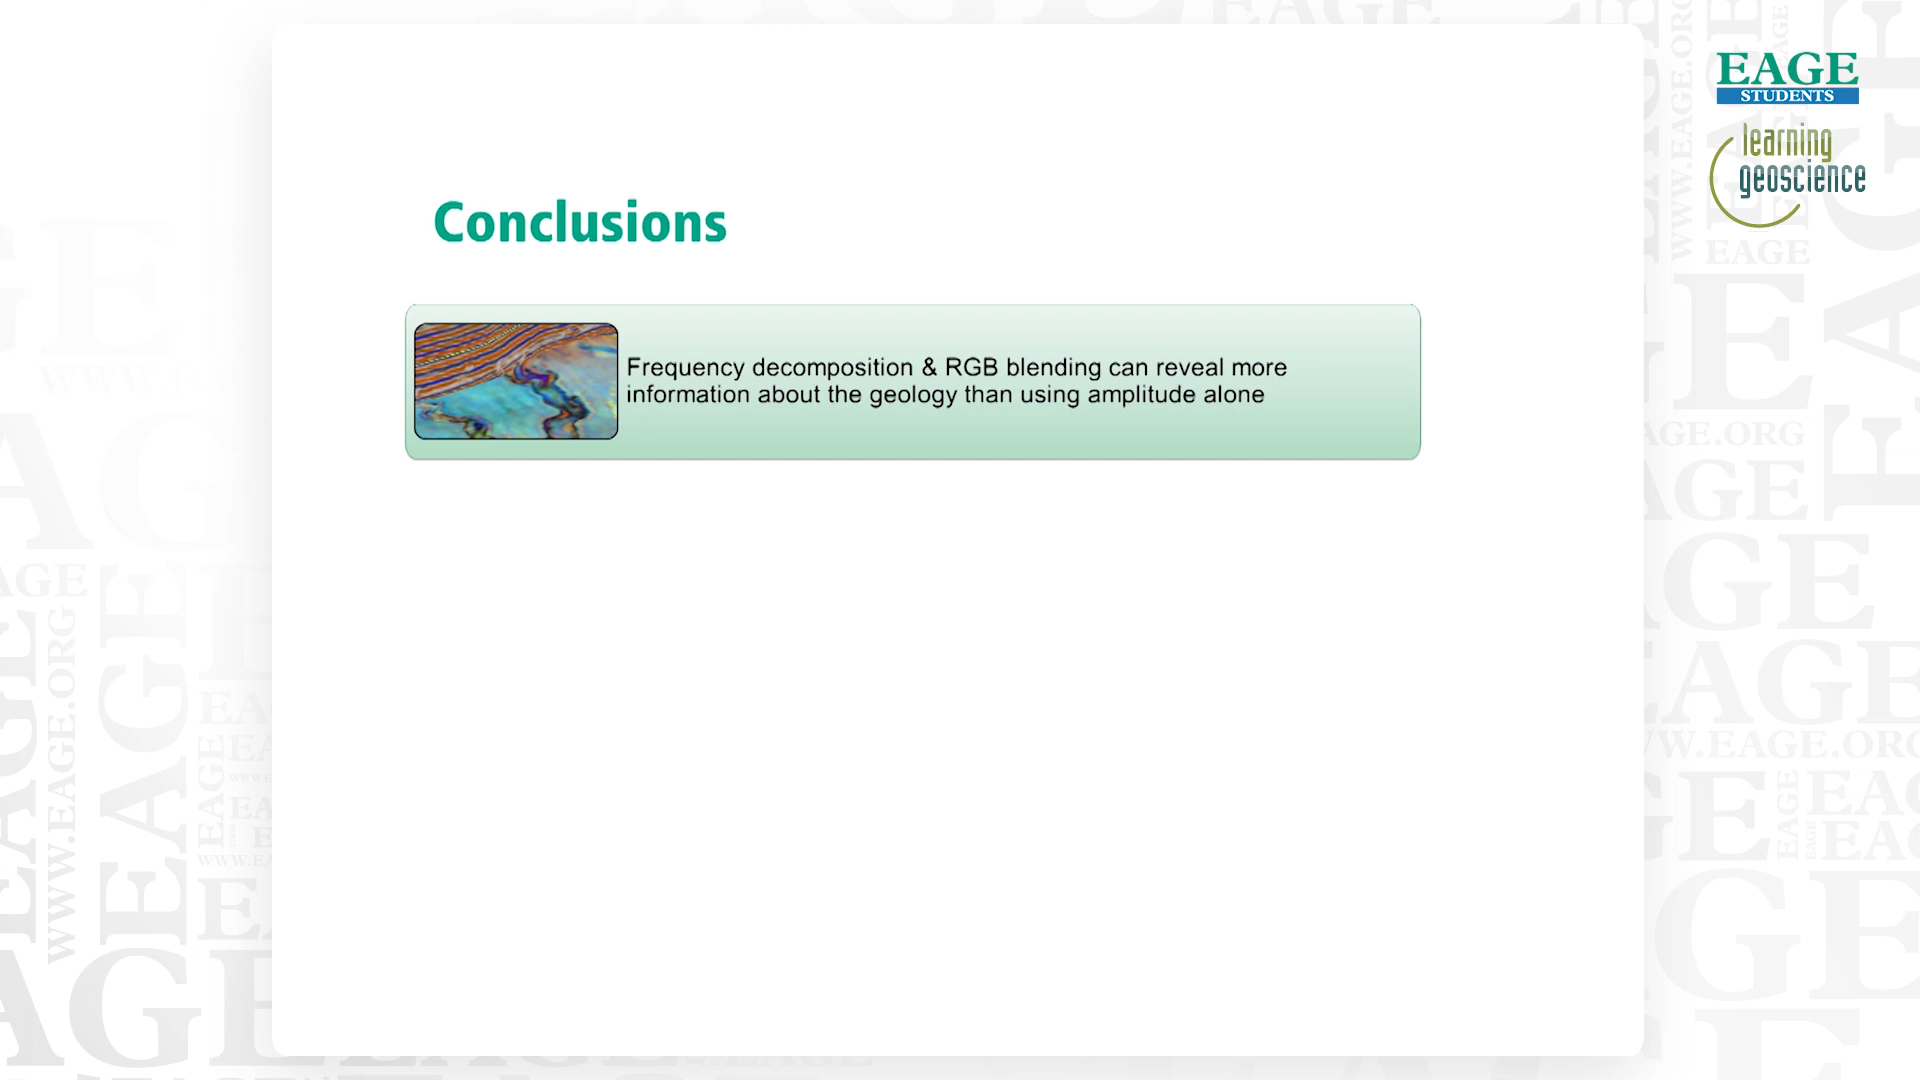 EAGE
STUDENTS
learning
geoscience
Conclusions
Frequency decomposition & RGB blending can reveal more
information about the geology than using amplitude alone